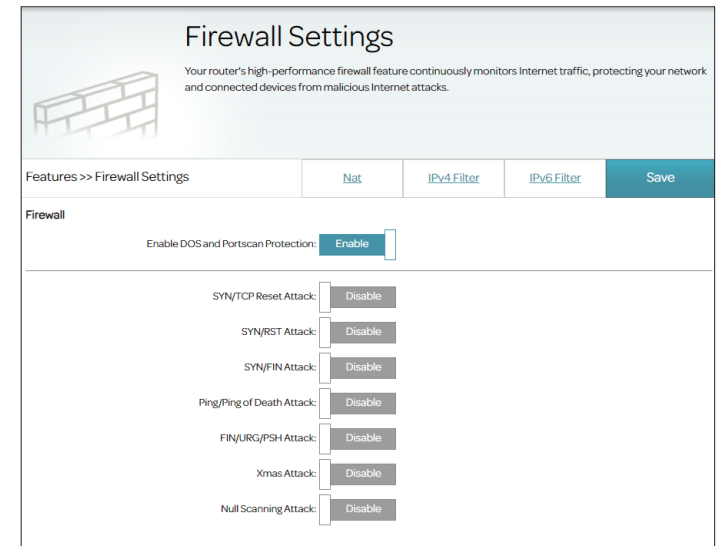 Firewall Settings
Your router's high-performance firewall feature continuously monitors Internet traffic, protecting your network
and connected devices from malicious Internet attacks.
Features >> Firewall Settings Nat IPv4 Filter IPv6 Filter Save
Firewall
Enable DOS and Portscan Protection: Enable
SYN/TCP Reset Attack: Disable
SYN/RST Attack: Disable
SYN/FIN Attack: Disable
Ping/Ping of Death Attack: Disable
FIN/URG/PSH Attack: Disable
Xmas Attack: Disable
Null Scanning Attack: Disable